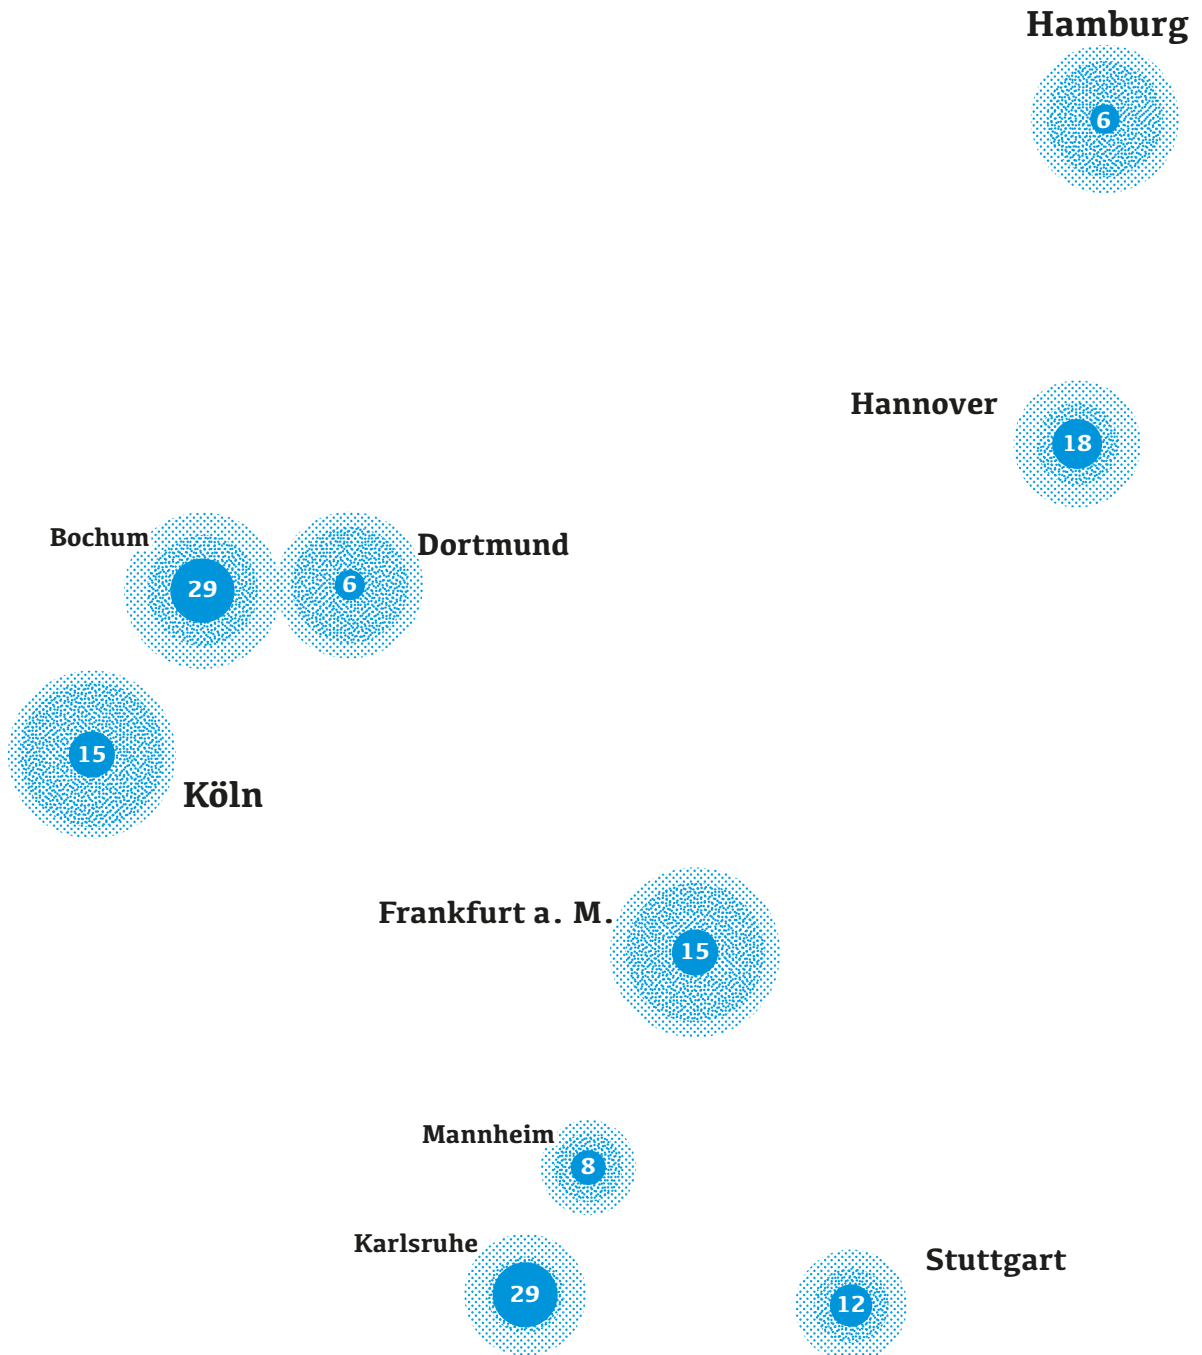 Hamburg
6
Hannover
18
Bochum
29
Dortmund
6
15
Köln
Frankfurt a. M.
15
Mannheim
8
Karlsruhe
29
Stuttgart
12